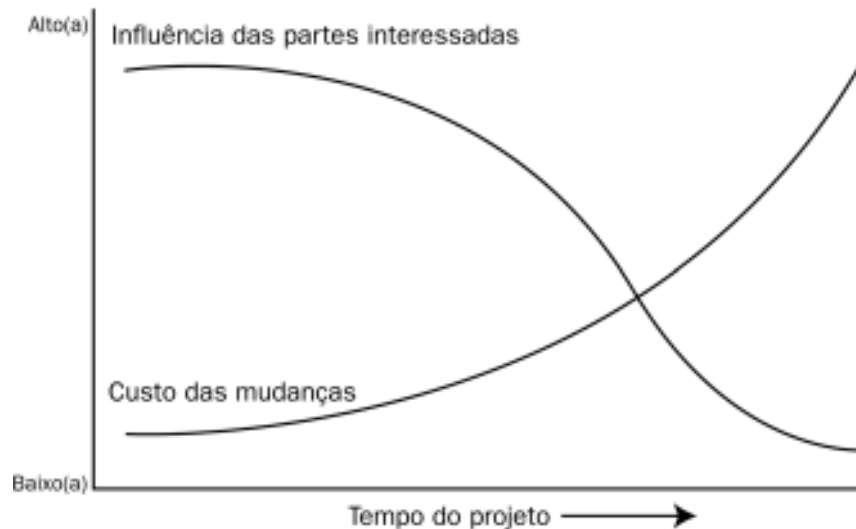 Alto(a)
Influência das partes interessadas
Custo das mudanças
Baixo(a)
Tempo do projeto